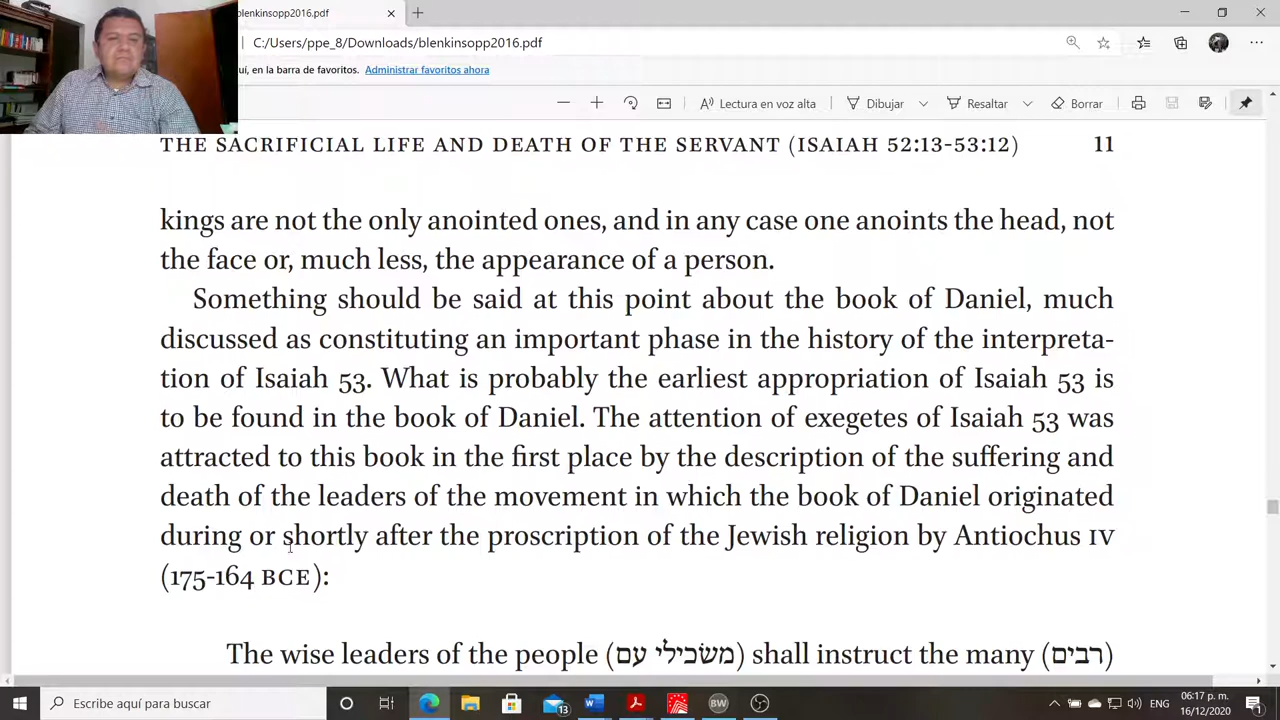 blenkinsopp2016.pdf
C:/Users/ppe_8/Downloads/blenkinsopp2016.pdf
uí, en la barra de favoritos. Administrar favoritos ahora
Lectura en voz alta Dibujar Resaltar Borrar
THE SACRIFICIAL LIFE AND DEATH OF THE SERVANT (ISAIAH 52:13-53:12) 11
kings are not the only anointed ones, and in any case one anoints the head, not
the face or, much less, the appearance of a person.
Something should be said at this point about the book of Daniel, much
discussed as constituting an important phase in the history of the interpreta-
tion of Isaiah 53. What is probably the earliest appropriation of Isaiah 53 is
to be found in the book of Daniel. The attention of exegetes of Isaiah 53 was
attracted to this book in the first place by the description of the suffering and
death of the leaders of the movement in which the book of Daniel originated
during or shortly after the proscription of the Jewish religion by Antiochus IV
(175-164 BCE):
The wise leaders of the people (משׂכילי עם) shall instruct the many (רבים)
Escribe aquí para buscar
13
BW
ENG
06:17 p. m.
16/12/2020